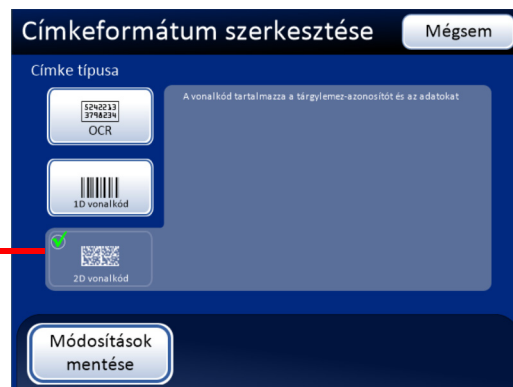 Címkeformátum szerkesztése
Mégsem
Címke típusa
A vonalkód tartalmazza a tárgylemez-azonosítót és az adatokat
5242213
3798234
OCR
1D vonalkód
2D vonalkód
Módosítások
mentése